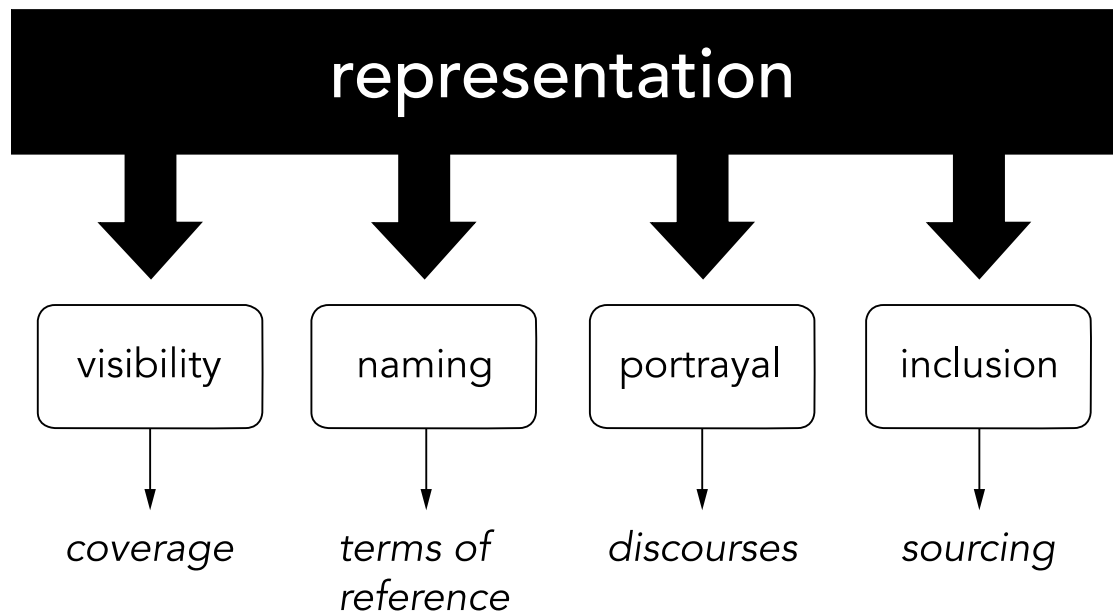 representation
visibility
naming
portrayal
inclusion
coverage
terms of
reference
discourses
sourcing